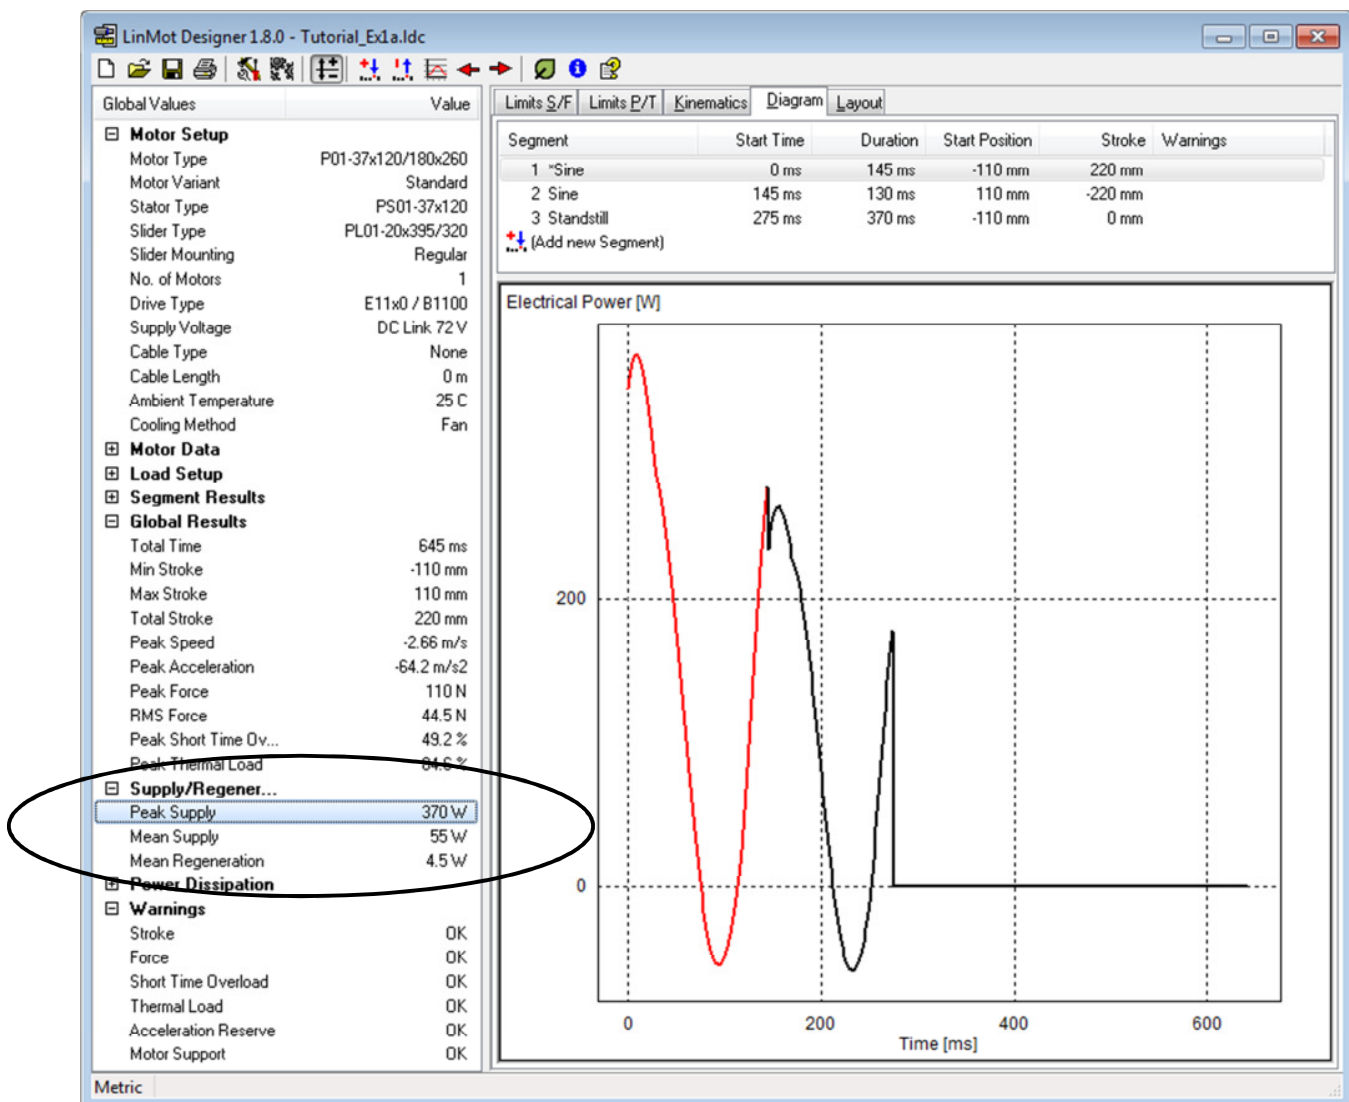 LinMot Designer 1.8.0 - Tutorial_Ex1a.ldc
Global Values Value
Motor Setup
Motor Type P01-37x120/180x260
Motor Variant Standard
Stator Type PS01-37x120
Slider Type PL01-20x395/320
Slider Mounting Regular
No. of Motors 1
Drive Type E11x0 / B1100
Supply Voltage DC Link 72 V
Cable Type None
Cable Length 0 m
Ambient Temperature 25 C
Cooling Method Fan
Motor Data
Load Setup
Segment Results
Global Results
Total Time 645 ms
Min Stroke -110 mm
Max Stroke 110 mm
Total Stroke 220 mm
Peak Speed -2.66 m/s
Peak Acceleration -64.2 m/s2
Peak Force 110 N
RMS Force 44.5 N
Peak Short Time Ov... 49.2 %
Peak Thermal Load 84.6 %
Supply/Regener...
Peak Supply 370 W
Mean Supply 55 W
Mean Regeneration 4.5 W
Power Dissipation
Warnings
Stroke OK
Force OK
Short Time Overload OK
Thermal Load OK
Acceleration Reserve OK
Motor Support OK
Metric
Limits S/F Limits P/T Kinematics Diagram Layout
Segment Start Time Duration Start Position Stroke Warnings
1 *Sine 0 ms 145 ms -110 mm 220 mm
2 Sine 145 ms 130 ms 110 mm -220 mm
3 Standstill 275 ms 370 ms -110 mm 0 mm
(Add new Segment)
Electrical Power [W]
200
0
0 200 400 600
Time [ms]